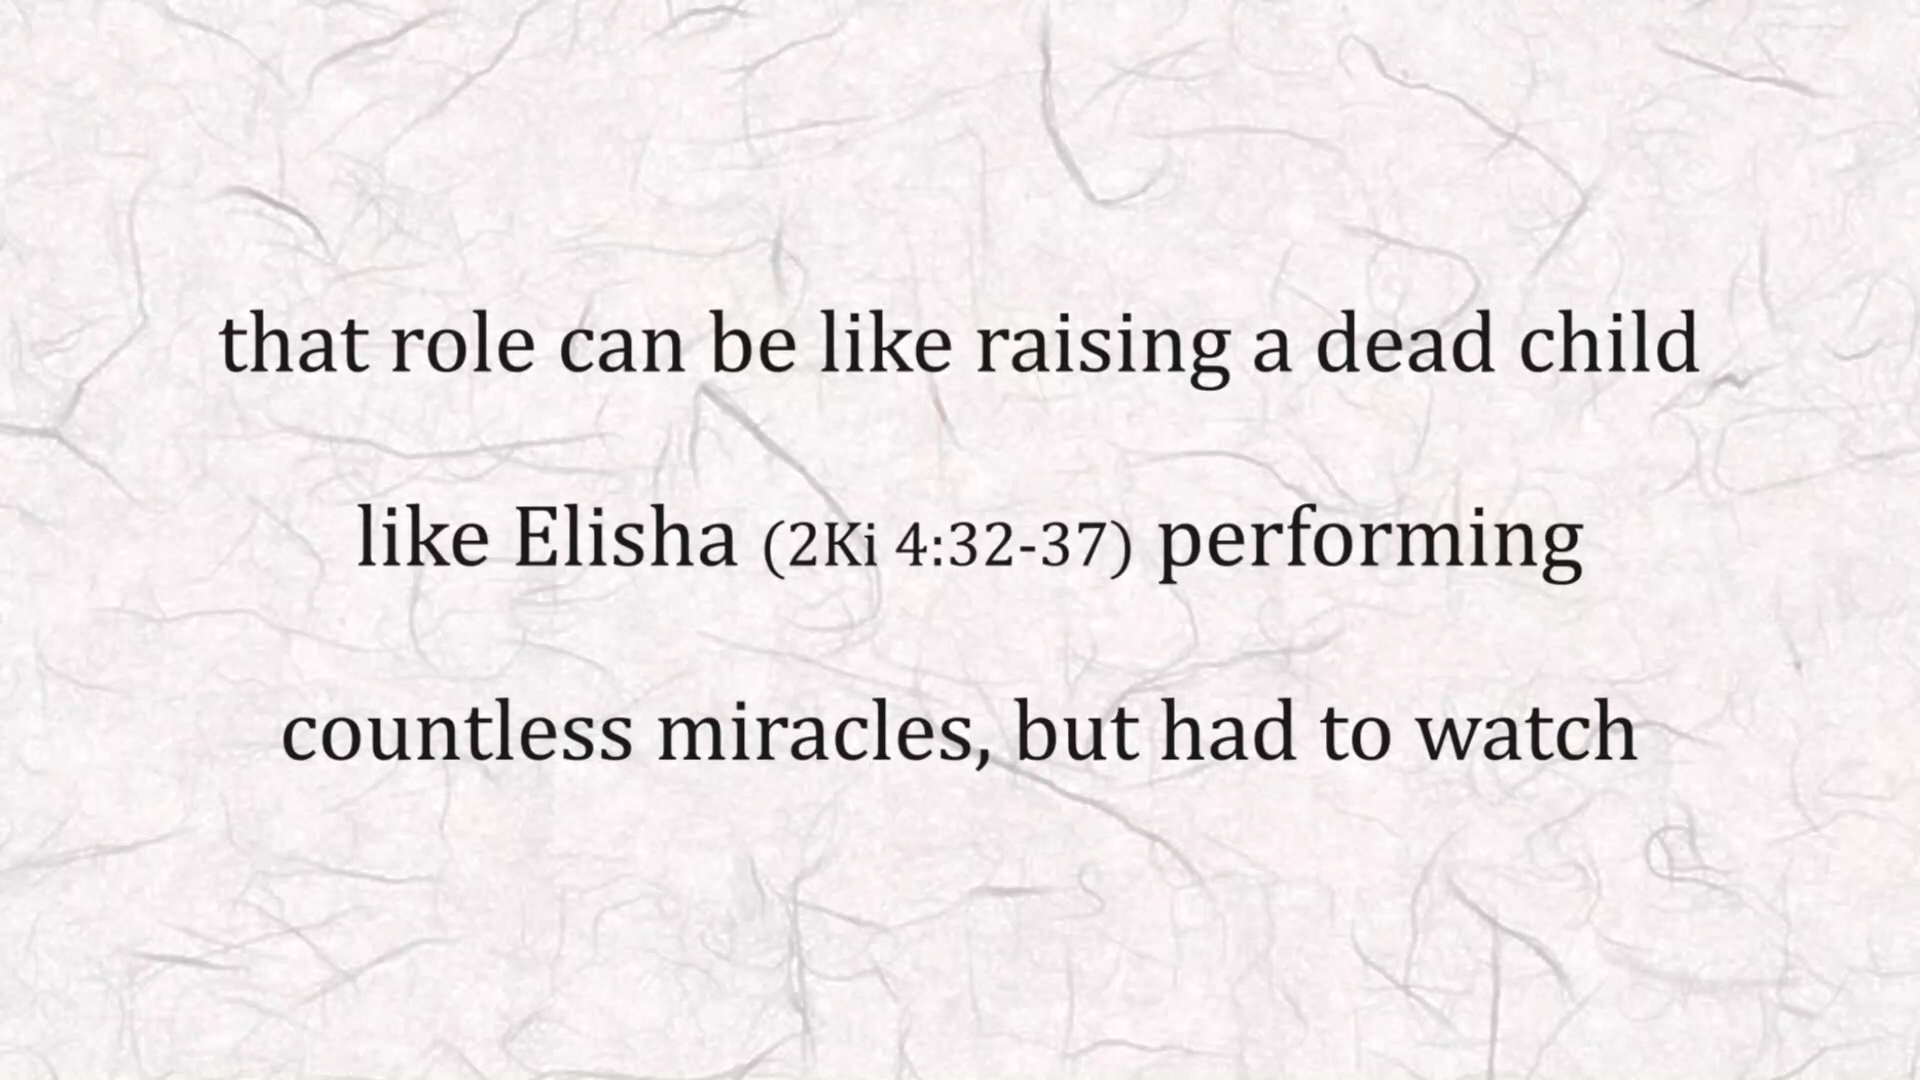 that role can be like raising a dead child
like Elisha (2Ki 4:32-37) performing
countless miracles, but had to watch